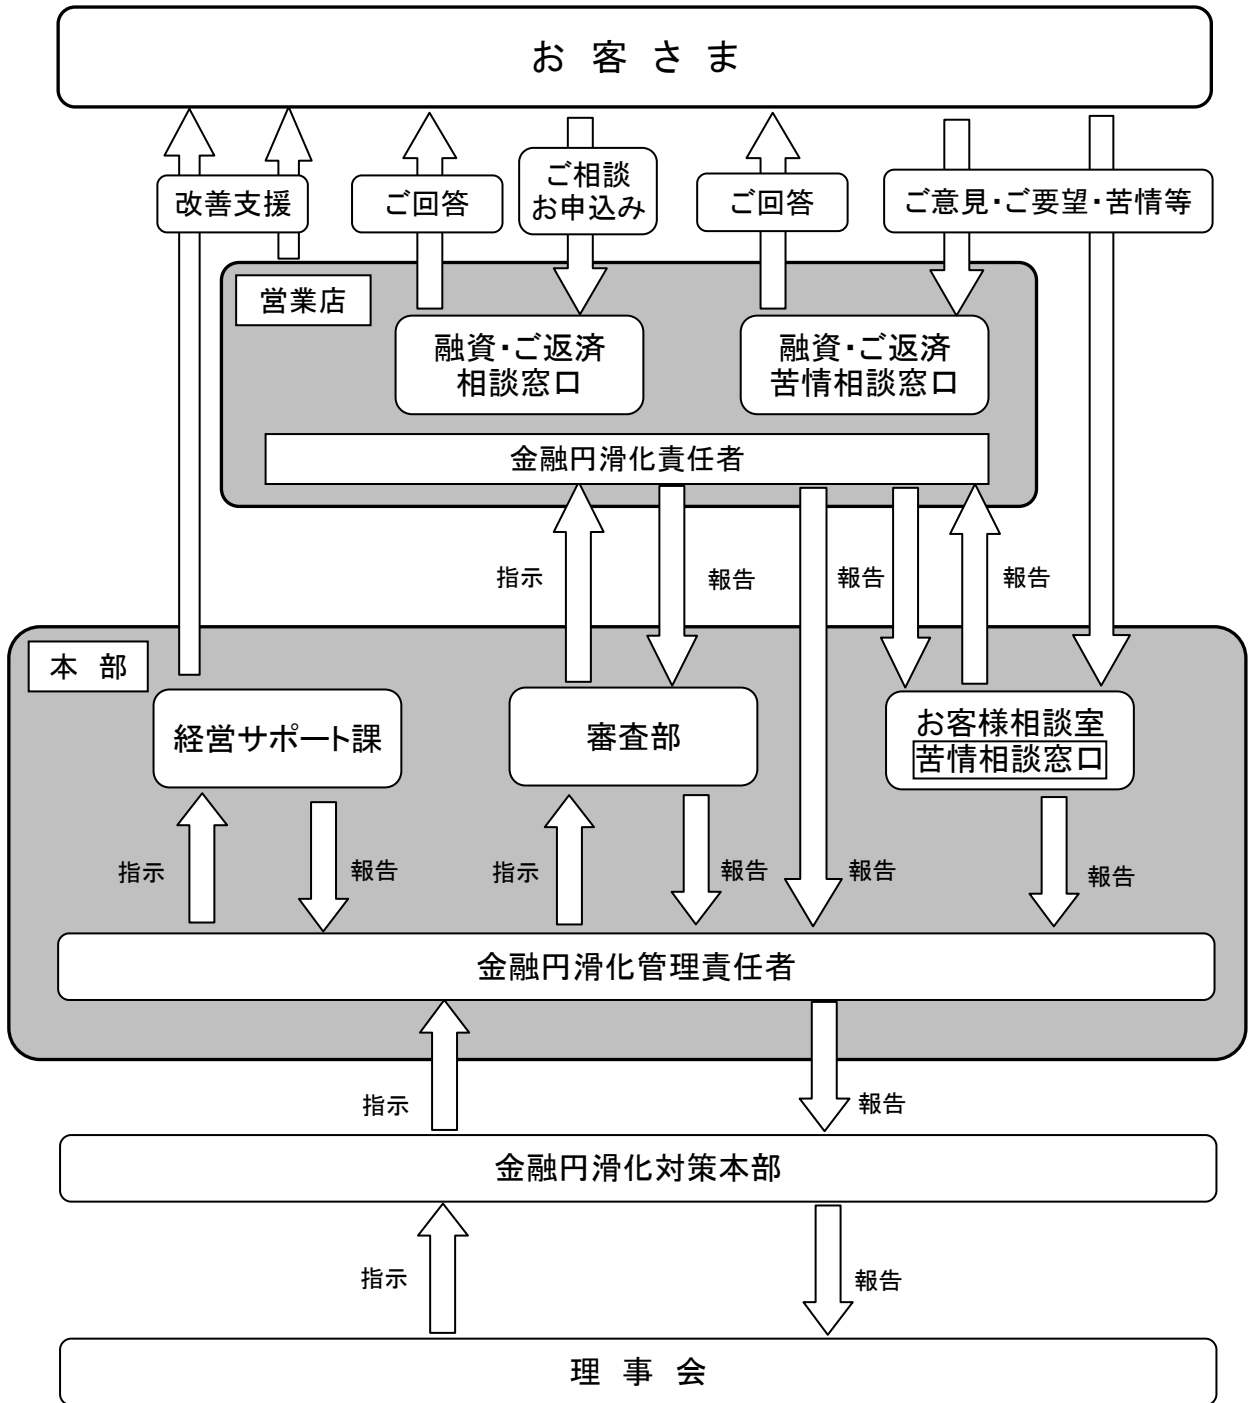 お 客 さ ま
改善支援
ご回答
ご相談
お申込み
ご回答
ご意見・ご要望・苦情等
営業店
融資・ご返済
相談窓口
融資・ご返済
苦情相談窓口
金融円滑化責任者
指示
報告
報告
報告
本 部
経営サポート課
審査部
お客様相談室
苦情相談窓口
指示
報告
指示
報告
報告
報告
金融円滑化管理責任者
指示
報告
金融円滑化対策本部
指示
報告
理 事 会